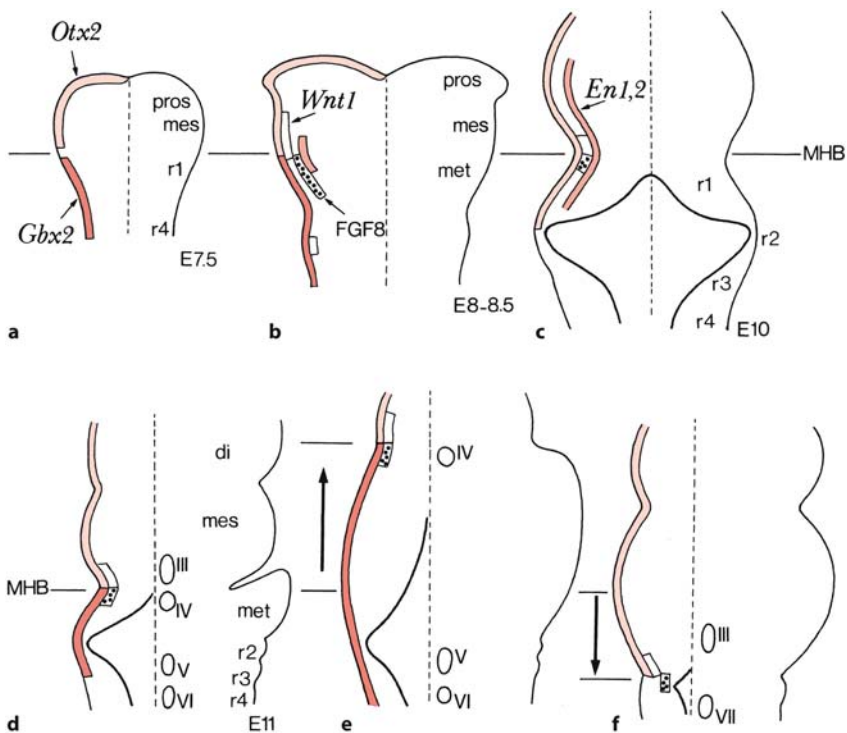 Otx2
pros
mes
r1
Gbx2
r4
E7.5
a
Wnt1
pros
mes
met
FGF8
E8-8.5
b
En1,2
MHB
r1
r2
r3
r4
E10
c
di
mes
MHB
III
IV
met
V
r2
r3
VI
r4
d
E11
IV
V
VI
e
III
VII
f